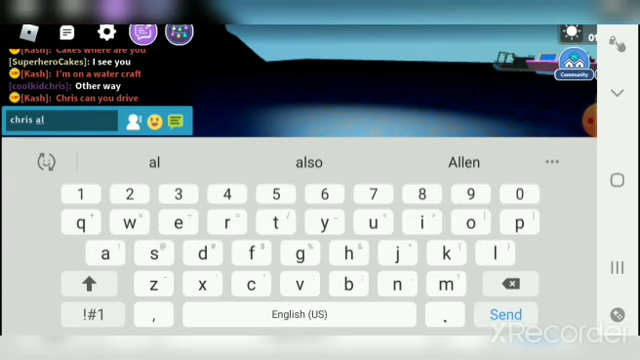 [Kash]: Cakes where are you
[SuperheroCakes]: I see you
[Kash]: I'm on a water craft
[coolkidchris]: Other way
[Kash]: Chris can you drive
chris al
01
Community
al also Allen
1 2 3 4 5 6 7 8 9 0
q w e r t y u i o p
a s d f g h j k l
z x c v b n m
!#1 , English (US) . Send
XRecorder